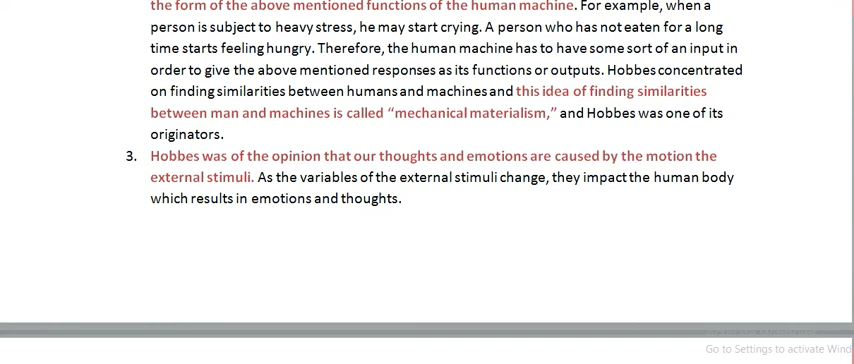 the form of the above mentioned functions of the human machine. For example, when a
person is subject to heavy stress, he may start crying. A person who has not eaten for a long
time starts feeling hungry. Therefore, the human machine has to have some sort of an input in
order to give the above mentioned responses as its functions or outputs. Hobbes concentrated
on finding similarities between humans and machines and this idea of finding similarities
between man and machines is called “mechanical materialism,” and Hobbes was one of its
originators.
3. Hobbes was of the opinion that our thoughts and emotions are caused by the motion the
external stimuli. As the variables of the external stimuli change, they impact the human body
which results in emotions and thoughts.
Go to Settings to activate Wind